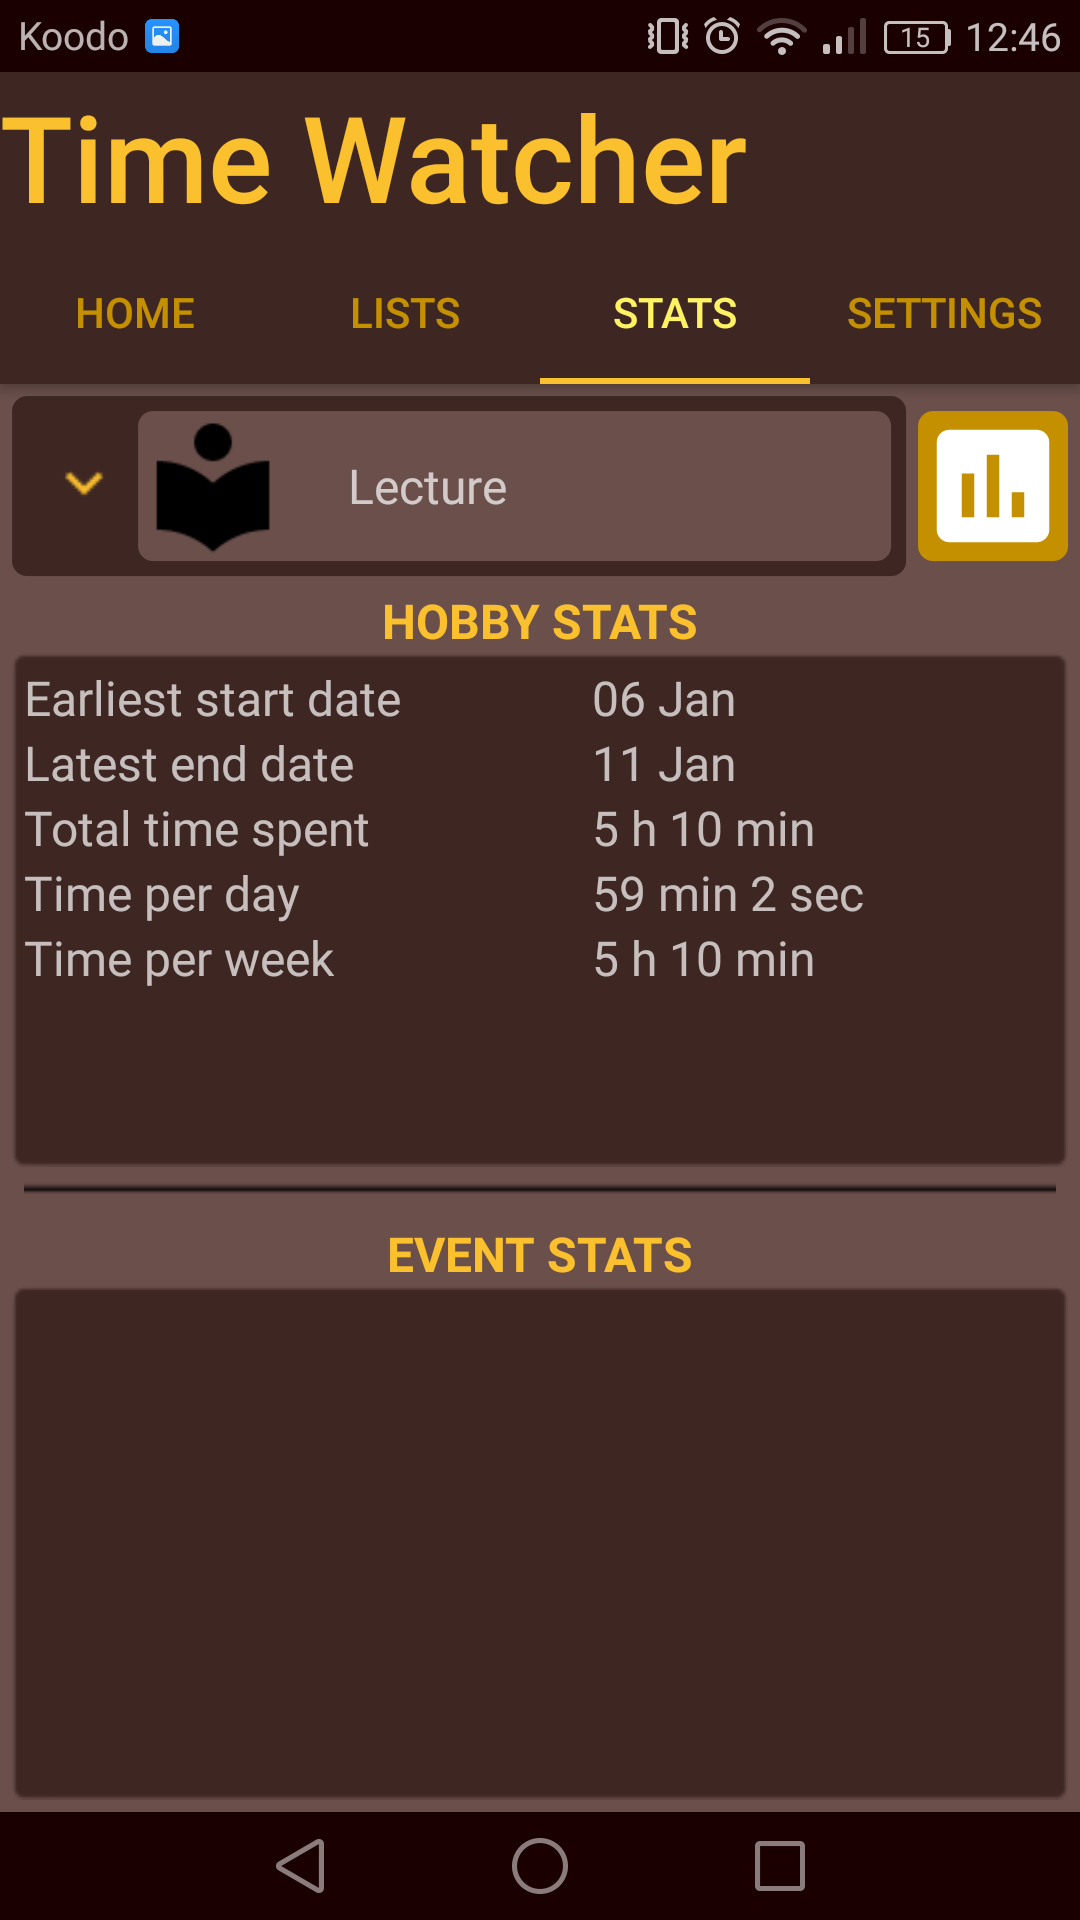 Koodo 15 12:46
Time Watcher
HOME LISTS STATS SETTINGS
Lecture
HOBBY STATS
Earliest start date 06 Jan
Latest end date 11 Jan
Total time spent 5 h 10 min
Time per day 59 min 2 sec
Time per week 5 h 10 min
EVENT STATS